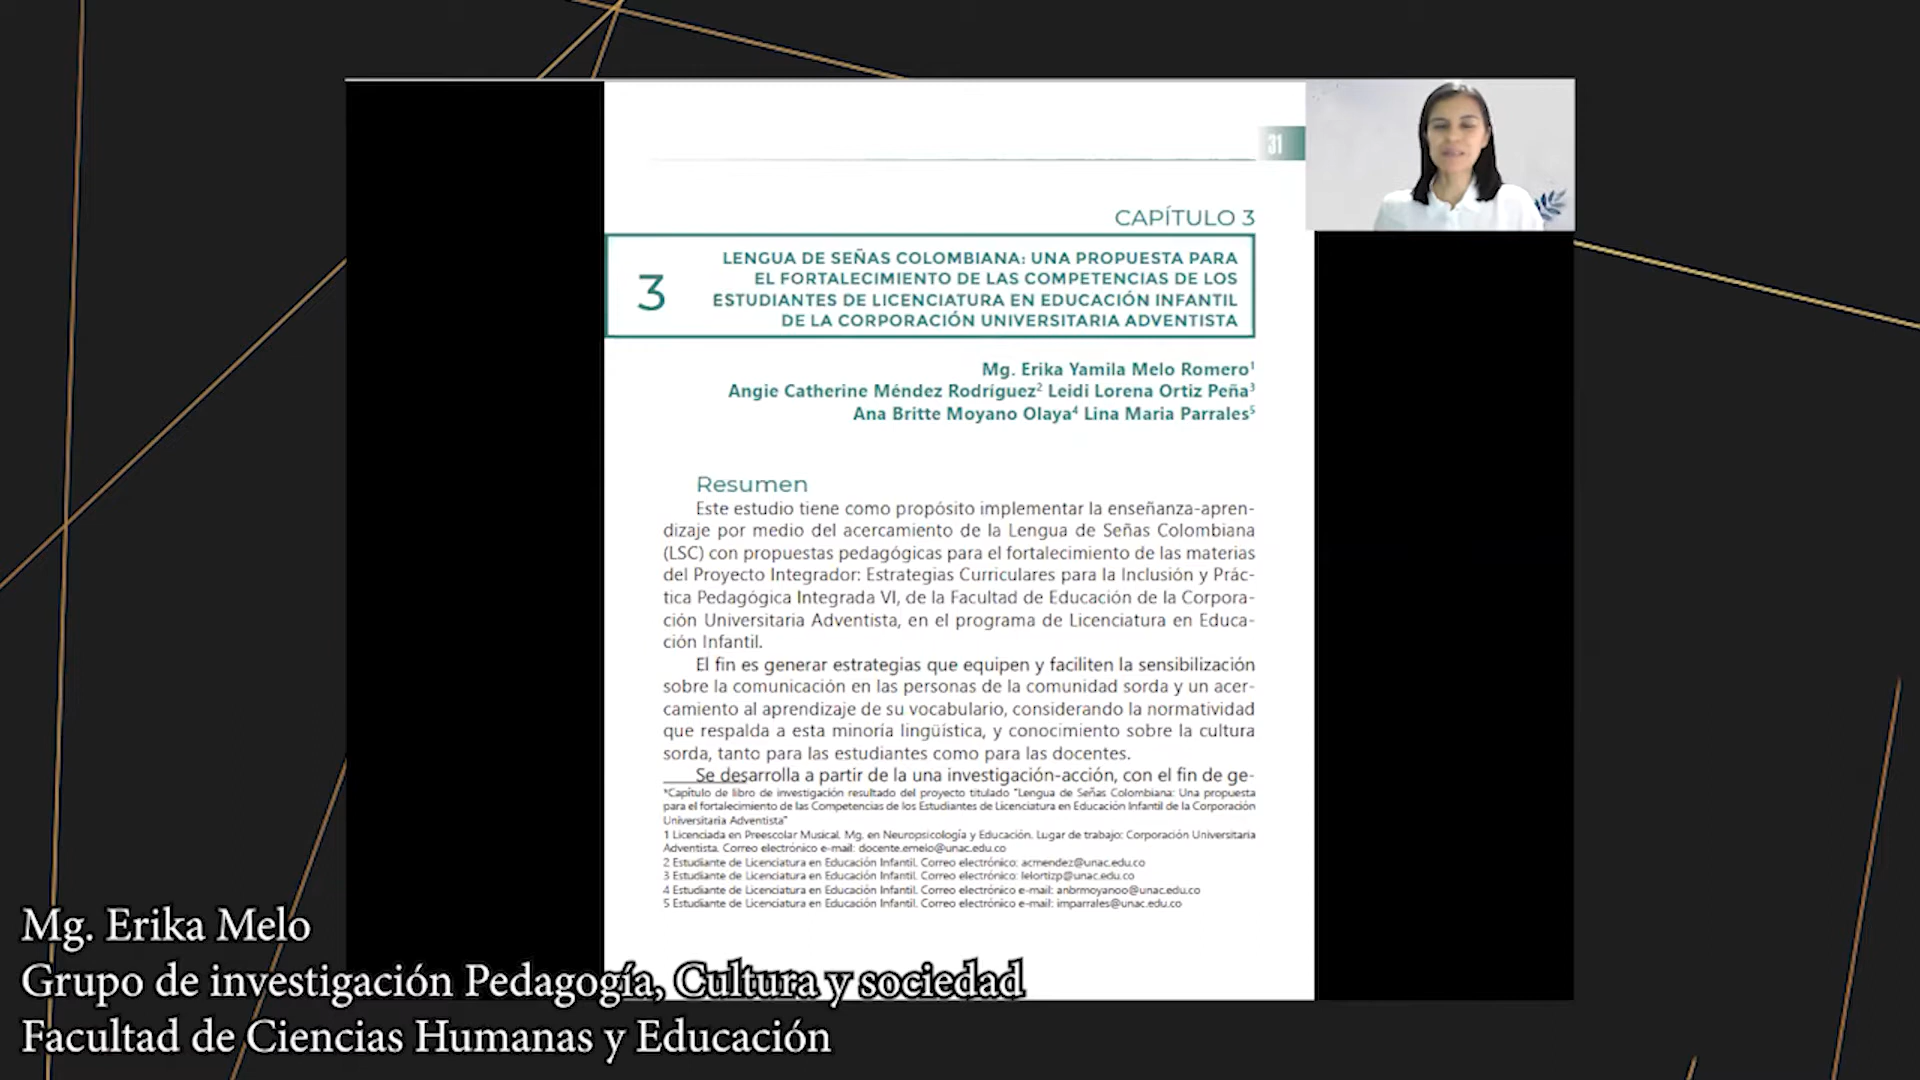 31
CAPÍTULO 3
3
LENGUA DE SEÑAS COLOMBIANA: UNA PROPUESTA PARA
EL FORTALECIMIENTO DE LAS COMPETENCIAS DE LOS
ESTUDIANTES DE LICENCIATURA EN EDUCACIÓN INFANTIL
DE LA CORPORACIÓN UNIVERSITARIA ADVENTISTA
Mg. Erika Yamila Melo Romero¹
Angie Catherine Méndez Rodríguez² Leidi Lorena Ortiz Peña³
Ana Britte Moyano Olaya⁴ Lina Maria Parrales⁵
Resumen
Este estudio tiene como propósito implementar la enseñanza-apren-
dizaje por medio del acercamiento de la Lengua de Señas Colombiana
(LSC) con propuestas pedagógicas para el fortalecimiento de las materias
del Proyecto Integrador: Estrategias Curriculares para la Inclusión y Prác-
tica Pedagógica Integrada VI, de la Facultad de Educación de la Corpora-
ción Universitaria Adventista, en el programa de Licenciatura en Educa-
ción Infantil.
El fin es generar estrategias que equipen y faciliten la sensibilización
sobre la comunicación en las personas de la comunidad sorda y un acer-
camiento al aprendizaje de su vocabulario, considerando la normatividad
que respalda a esta minoría lingüística, y conocimiento sobre la cultura
sorda, tanto para las estudiantes como para las docentes.
Se desarrolla a partir de la una investigación-acción, con el fin de ge-
*Capítulo de libro de investigación resultado del proyecto titulado "Lengua de Señas Colombiana: Una propuesta
para el fortalecimiento de las Competencias de los Estudiantes de Licenciatura en Educación Infantil de la Corporación
Universitaria Adventista"
1 Licenciada en Preescolar Musical. Mg. en Neuropsicología y Educación. Lugar de trabajo: Corporación Universitaria
Adventista. Correo electrónico e-mail: docente.emelo@unac.edu.co
2 Estudiante de Licenciatura en Educación Infantil. Correo electrónico: acmendez@unac.edu.co
3 Estudiante de Licenciatura en Educación Infantil. Correo electrónico: lelortizp@unac.edu.co
4 Estudiante de Licenciatura en Educación Infantil. Correo electrónico e-mail: anbrmoyanoo@unac.edu.co
5 Estudiante de Licenciatura en Educación Infantil. Correo electrónico e-mail: imparrales@unac.edu.co
Mg. Erika Melo
Grupo de investigación Pedagogía, Cultura y sociedad
Facultad de Ciencias Humanas y Educación